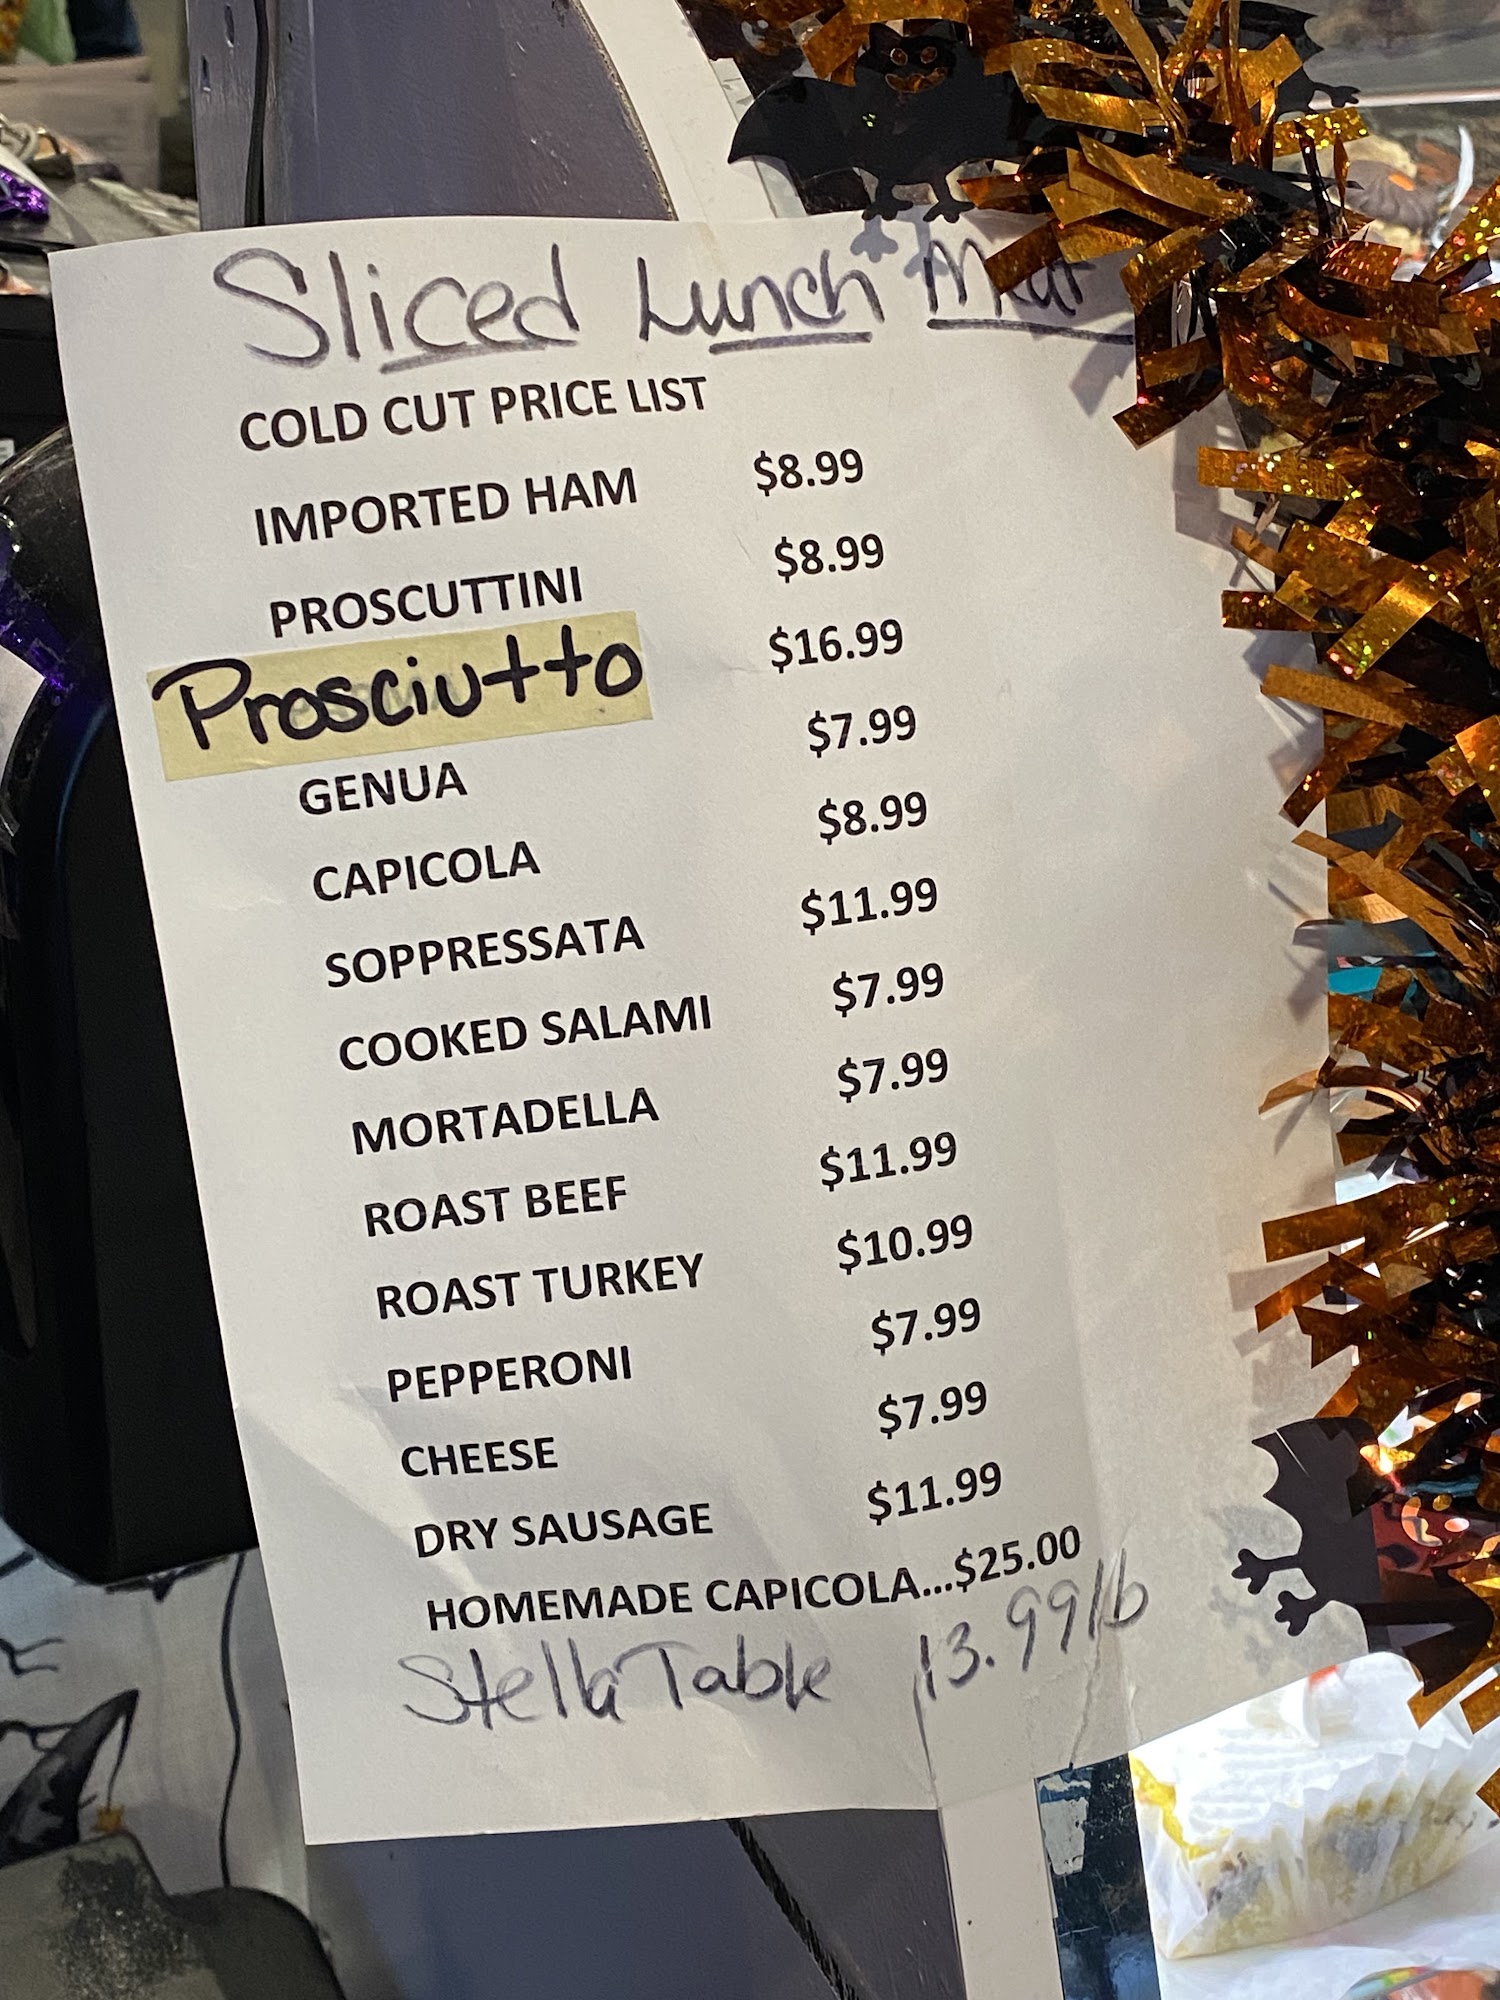 Sliced Lunch Meat
COLD CUT PRICE LIST
IMPORTED HAM $8.99
PROSCUTTINI $8.99
Prosciutto $16.99
GENUA $7.99
CAPICOLA $8.99
SOPPRESSATA $11.99
COOKED SALAMI $7.99
MORTADELLA $7.99
ROAST BEEF $11.99
ROAST TURKEY $10.99
PEPPERONI $7.99
CHEESE $7.99
DRY SAUSAGE $11.99
HOMEMADE CAPICOLA...$25.00
Stella Table 13.99lb